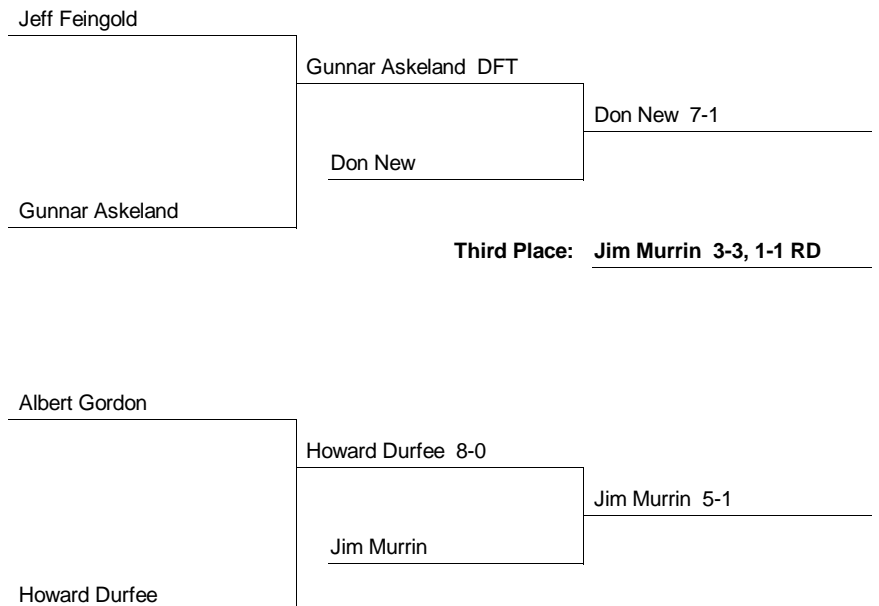 Jeff Feingold
Gunnar Askeland DFT
Don New 7-1
Don New
Gunnar Askeland
Third Place: Jim Murrin 3-3, 1-1 RD
Albert Gordon
Howard Durfee 8-0
Jim Murrin 5-1
Jim Murrin
Howard Durfee